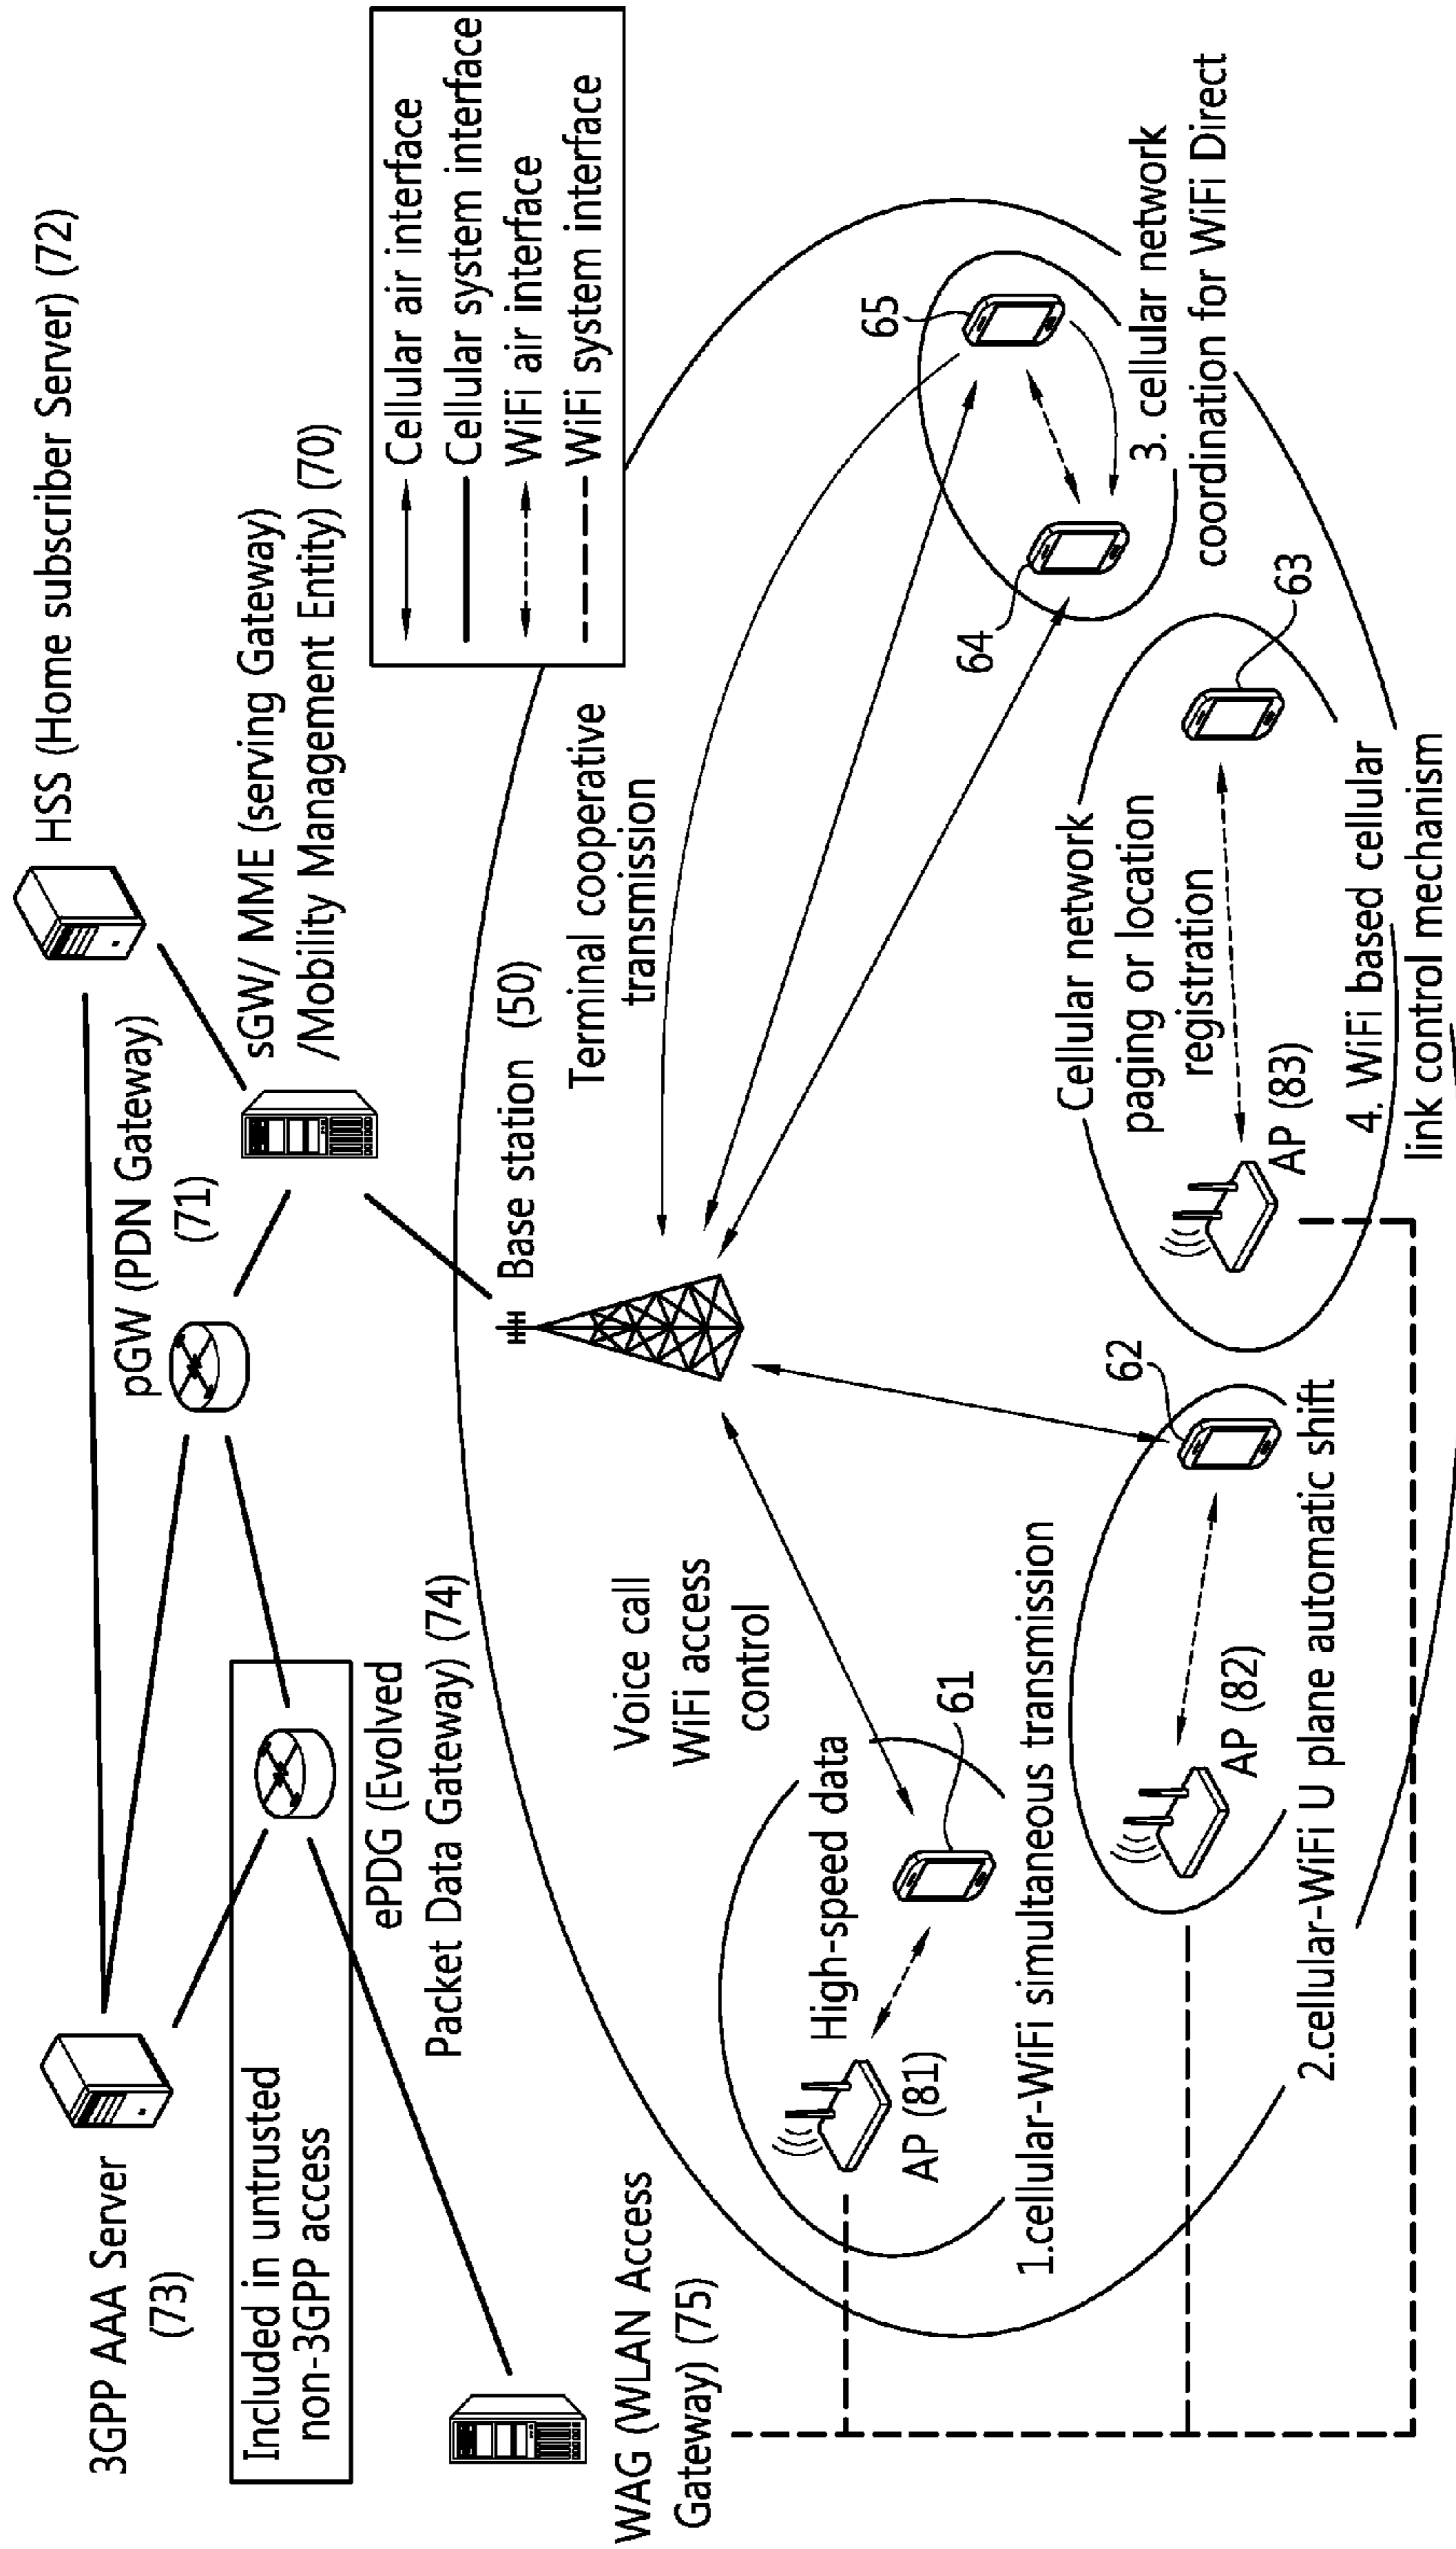 HSS (Home subscriber Server) (72)
3GPP AAA Server
(73)
pGW (PDN Gateway)
(71)
sGW/ MME (serving Gateway)
/Mobility Management Entity) (70)
Included in untrusted
non-3GPP access
ePDG (Evolved
Packet Data Gateway) (74)
Cellular air interface
Cellular system interface
WiFi air interface
WiFi system interface
WAG (WLAN Access
Gateway) (75)
Base station (50)
Terminal cooperative
transmission
Voice call
WiFi access
control
High-speed data
AP (81)
61
1.cellular-WiFi simultaneous transmission
62
AP (82)
2.cellular-WiFi U plane automatic shift
65
64
3. cellular network
coordination for WiFi Direct
Cellular network
paging or location
registration
63
AP (83)
4. WiFi based cellular
link control mechanism